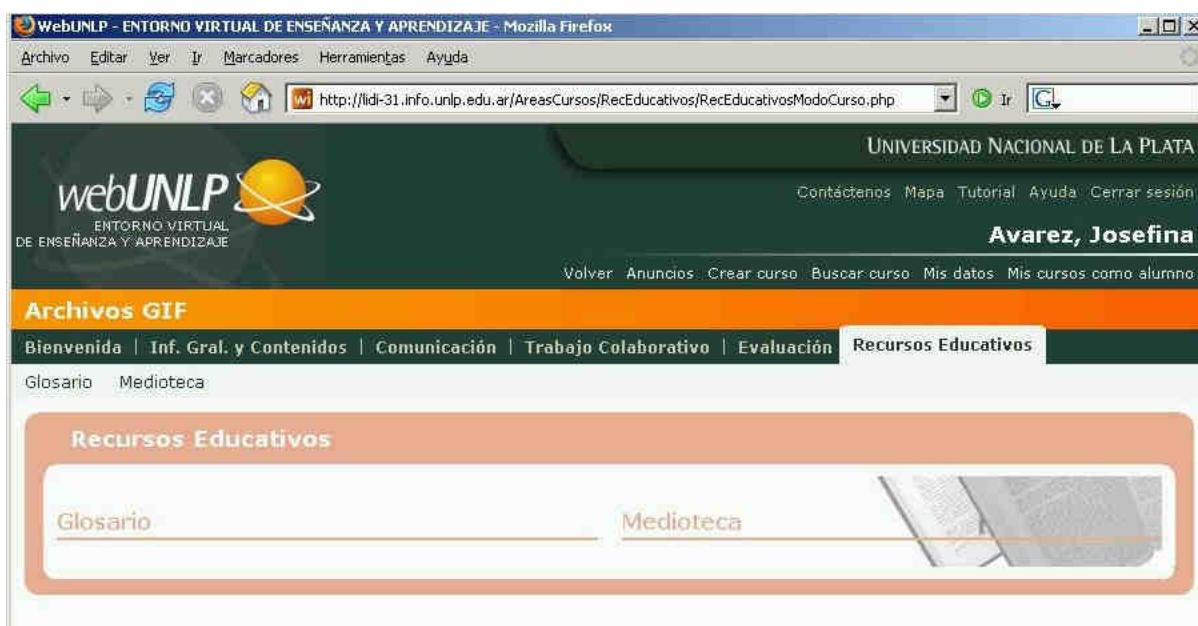 WebUNLP - ENTORNO VIRTUAL DE ENSEÑANZA Y APRENDIZAJE - Mozilla Firefox
Archivo Editar Ver Ir Marcadores Herramientas Ayuda
http://lidi-31.info.unlp.edu.ar/AreasCursos/RecEducativos/RecEducativosModoCurso.php Ir
UNIVERSIDAD NACIONAL DE LA PLATA
webUNLP
ENTORNO VIRTUAL
DE ENSEÑANZA Y APRENDIZAJE
Contáctenos Mapa Tutorial Ayuda Cerrar sesión
Avarez, Josefina
Volver Anuncios Crear curso Buscar curso Mis datos Mis cursos como alumno
Archivos GIF
Bienvenida | Inf. Gral. y Contenidos | Comunicación | Trabajo Colaborativo | Evaluación Recursos Educativos
Glosario Medioteca
Recursos Educativos
Glosario Medioteca